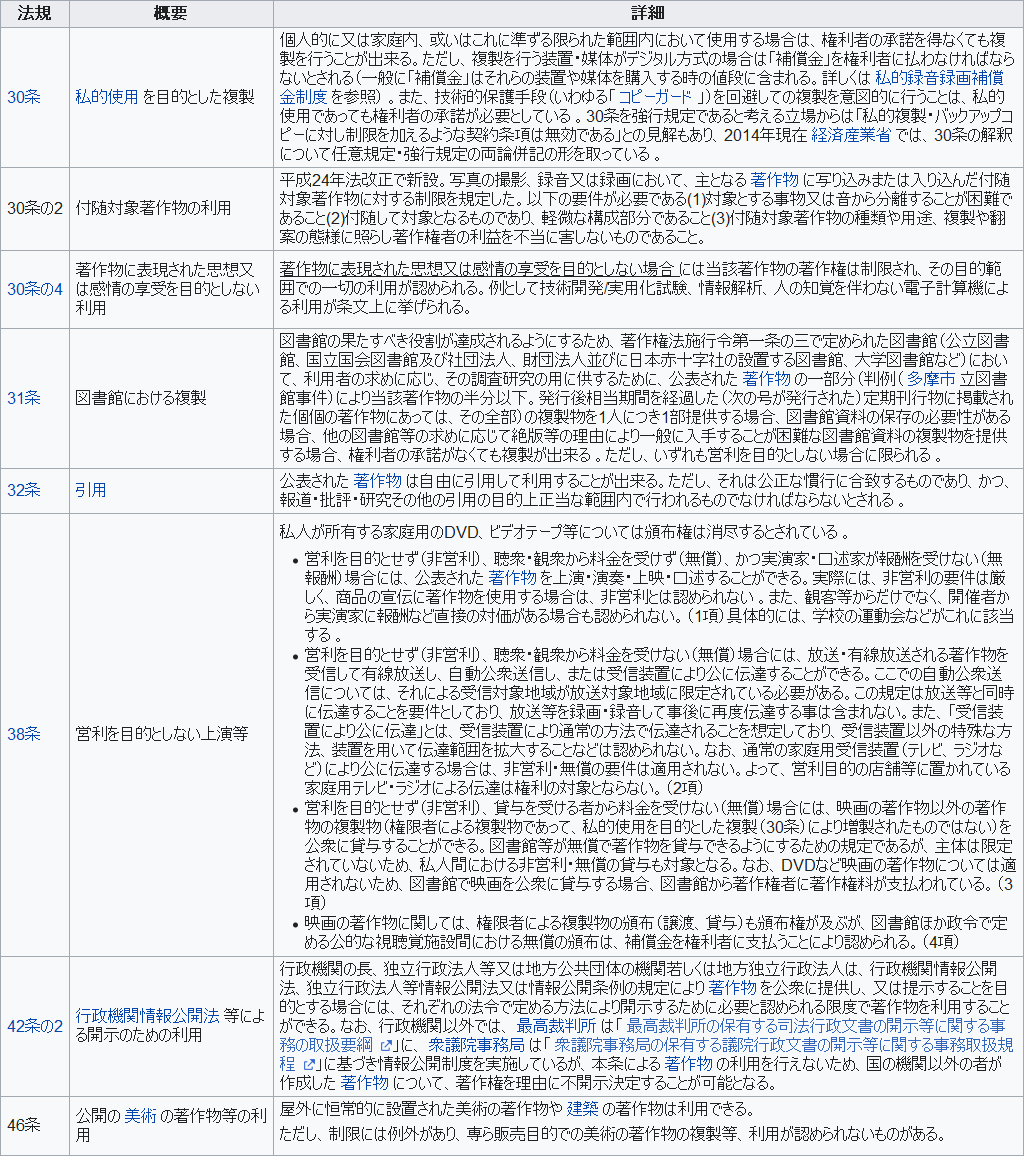 法規 概要 詳細
30条
私的使用 を目的とした複製
個人的に又は家庭内、或いはこれに準ずる限られた範囲内において使用する場合は、権利者の承諾を得なくても複
製を行うことが出来る。ただし、複製を行う装置・媒体がデジタル方式の場合は「補償金」を権利者に払わなければなら
ないとされる（一般に「補償金」はそれらの装置や媒体を購入する時の値段に含まれる。詳しくは 私的録音録画補償
金制度 を参照） 。また、技術的保護手段（いわゆる「 コピーガード 」）を回避しての複製を意図的に行うことは、私的
使用であっても権利者の承諾が必要としている 。30条を強行規定であると考える立場からは「私的複製・バックアップコ
ピーに対し制限を加えるような契約条項は無効である」との見解もあり、2014年現在 経済産業省 では、30条の解釈
について任意規定・強行規定の両論併記の形を取っている 。
30条の2
付随対象著作物の利用
平成24年法改正で新設。写真の撮影、録音又は録画において、主となる 著作物 に写り込みまたは入り込んだ付随
対象著作物に対する制限を規定した。以下の要件が必要である(1)対象とする事物又は音から分離することが困難
であること(2)付随して対象となるものであり、軽微な構成部分であること(3)付随対象著作物の種類や用途、複製や翻
案の態様に照らし著作権者の利益を不当に害しないものであること。
30条の4
著作物に表現された思想又
は感情の享受を目的としない
利用
著作物に表現された思想又は感情の享受を目的としない場合 には当該著作物の著作権は制限され、その目的範
囲での一切の利用が認められる。例として技術開発/実用化試験、情報解析、人の知覚を伴わない電子計算機によ
る利用が条文上に挙げられる。
31条
図書館における複製
図書館の果たすべき役割が達成されるようにするため、著作権法施行令第一条の三で定められた図書館（公立図書
館、国立国会図書館及び社団法人、財団法人並びに日本赤十字社の設置する図書館、大学図書館など）におい
て、利用者の求めに応じ、その調査研究の用に供するために、公表された 著作物 の一部分（判例（ 多摩市 立図書
館事件）により当該著作物の半分以下。発行後相当期間を経過した（次の号が発行された）定期刊行物に掲載され
た個個の著作物にあっては、その全部）の複製物を1人につき1部提供する場合、図書館資料の保存の必要性がある
場合、他の図書館等の求めに応じて絶版等の理由により一般に入手することが困難な図書館資料の複製物を提供
する場合、権利者の承諾がなくても複製が出来る 。ただし、いずれも営利を目的としない場合に限られる 。
32条
引用
公表された 著作物 は自由に引用して利用することが出来る。ただし、それは公正な慣行に合致するものであり、かつ、
報道・批評・研究その他の引用の目的上正当な範囲内で行われるものでなければならないとされる 。
38条
営利を目的としない上演等
私人が所有する家庭用のDVD、ビデオテープ等については頒布権は消尽するとされている 。
• 営利を目的とせず（非営利）、聴衆・観衆から料金を受けず（無償）、かつ実演家・口述家が報酬を受けない（無
報酬）場合には、公表された 著作物 を上演・演奏・上映・口述することができる。実際には、非営利の要件は厳
しく、商品の宣伝に著作物を使用する場合は、非営利とは認められない 。また、観客等からだけでなく、開催者か
ら実演家に報酬など直接の対価がある場合も認められない。（1項）具体的には、学校の運動会などがこれに該当
する 。
• 営利を目的とせず（非営利）、聴衆・観衆から料金を受けない（無償）場合には、放送・有線放送される著作物を
受信して有線放送し、自動公衆送信し、または受信装置により公に伝達することができる。ここでの自動公衆送
信については、それによる受信対象地域が放送対象地域に限定されている必要がある。この規定は放送等と同時
に伝達することを要件としており、放送等を録画・録音して事後に再度伝達する事は含まれない。また、「受信装
置により公に伝達」とは、受信装置により通常の方法で伝達されることを想定しており、受信装置以外の特殊な方
法、装置を用いて伝達範囲を拡大することなどは認められない。なお、通常の家庭用受信装置（テレビ、ラジオな
ど）により公に伝達する場合は、非営利・無償の要件は適用されない。よって、営利目的の店舗等に置かれている
家庭用テレビ・ラジオによる伝達は権利の対象とならない。（2項）
• 営利を目的とせず（非営利）、貸与を受ける者から料金を受けない（無償）場合には、映画の著作物以外の著作
物の複製物（権限者による複製物であって、私的使用を目的とした複製（30条）により増製されたものではない）を
公衆に貸与することができる。図書館等が無償で著作物を貸与できるようにするための規定であるが、主体は限定
されていないため、私人間における非営利・無償の貸与も対象となる。なお、DVDなど映画の著作物については適
用されないため、図書館で映画を公衆に貸与する場合、図書館から著作権者に著作権料が支払われている。（3
項）
• 映画の著作物に関しては、権限者による複製物の頒布（譲渡、貸与）も頒布権が及ぶが、図書館ほか政令で定
める公的な視聴覚施設間における無償の頒布は、補償金を権利者に支払うことにより認められる。（4項）
42条の2
行政機関情報公開法 等によ
る開示のための利用
行政機関の長、独立行政法人等又は地方公共団体の機関若しくは地方独立行政法人は、行政機関情報公開
法、独立行政法人等情報公開法又は情報公開条例の規定により 著作物 を公衆に提供し、又は提示することを目
的とする場合には、それぞれの法令で定める方法により開示するために必要と認められる限度で著作物を利用すること
ができる。なお、行政機関以外では、 最高裁判所 は「 最高裁判所の保有する司法行政文書の開示等に関する事
務の取扱要綱 」に、 衆議院事務局 は「 衆議院事務局の保有する議院行政文書の開示等に関する事務取扱規
程 」に基づき情報公開制度を実施しているが、本条による 著作物 の利用を行えないため、国の機関以外の者が
作成した 著作物 について、著作権を理由に不開示決定することが可能となる。
46条
公開の 美術 の著作物等の利
用
屋外に恒常的に設置された美術の著作物や 建築 の著作物は利用できる。
ただし、制限には例外があり、専ら販売目的での美術の著作物の複製等、利用が認められないものがある。